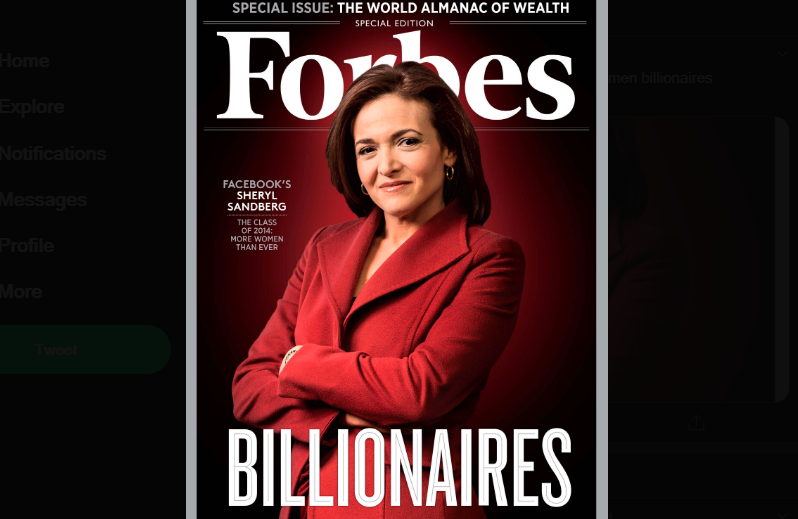 SPECIAL ISSUE: THE WORLD ALMANAC OF WEALTH
SPECIAL EDITION
Forbes
Home
Explore
Notifications
Messages
Profile
More
Tweet
men billionaires
FACEBOOK'S
SHERYL
SANDBERG
THE CLASS
OF 2014:
MORE WOMEN
THAN EVER
BILLIONAIRES